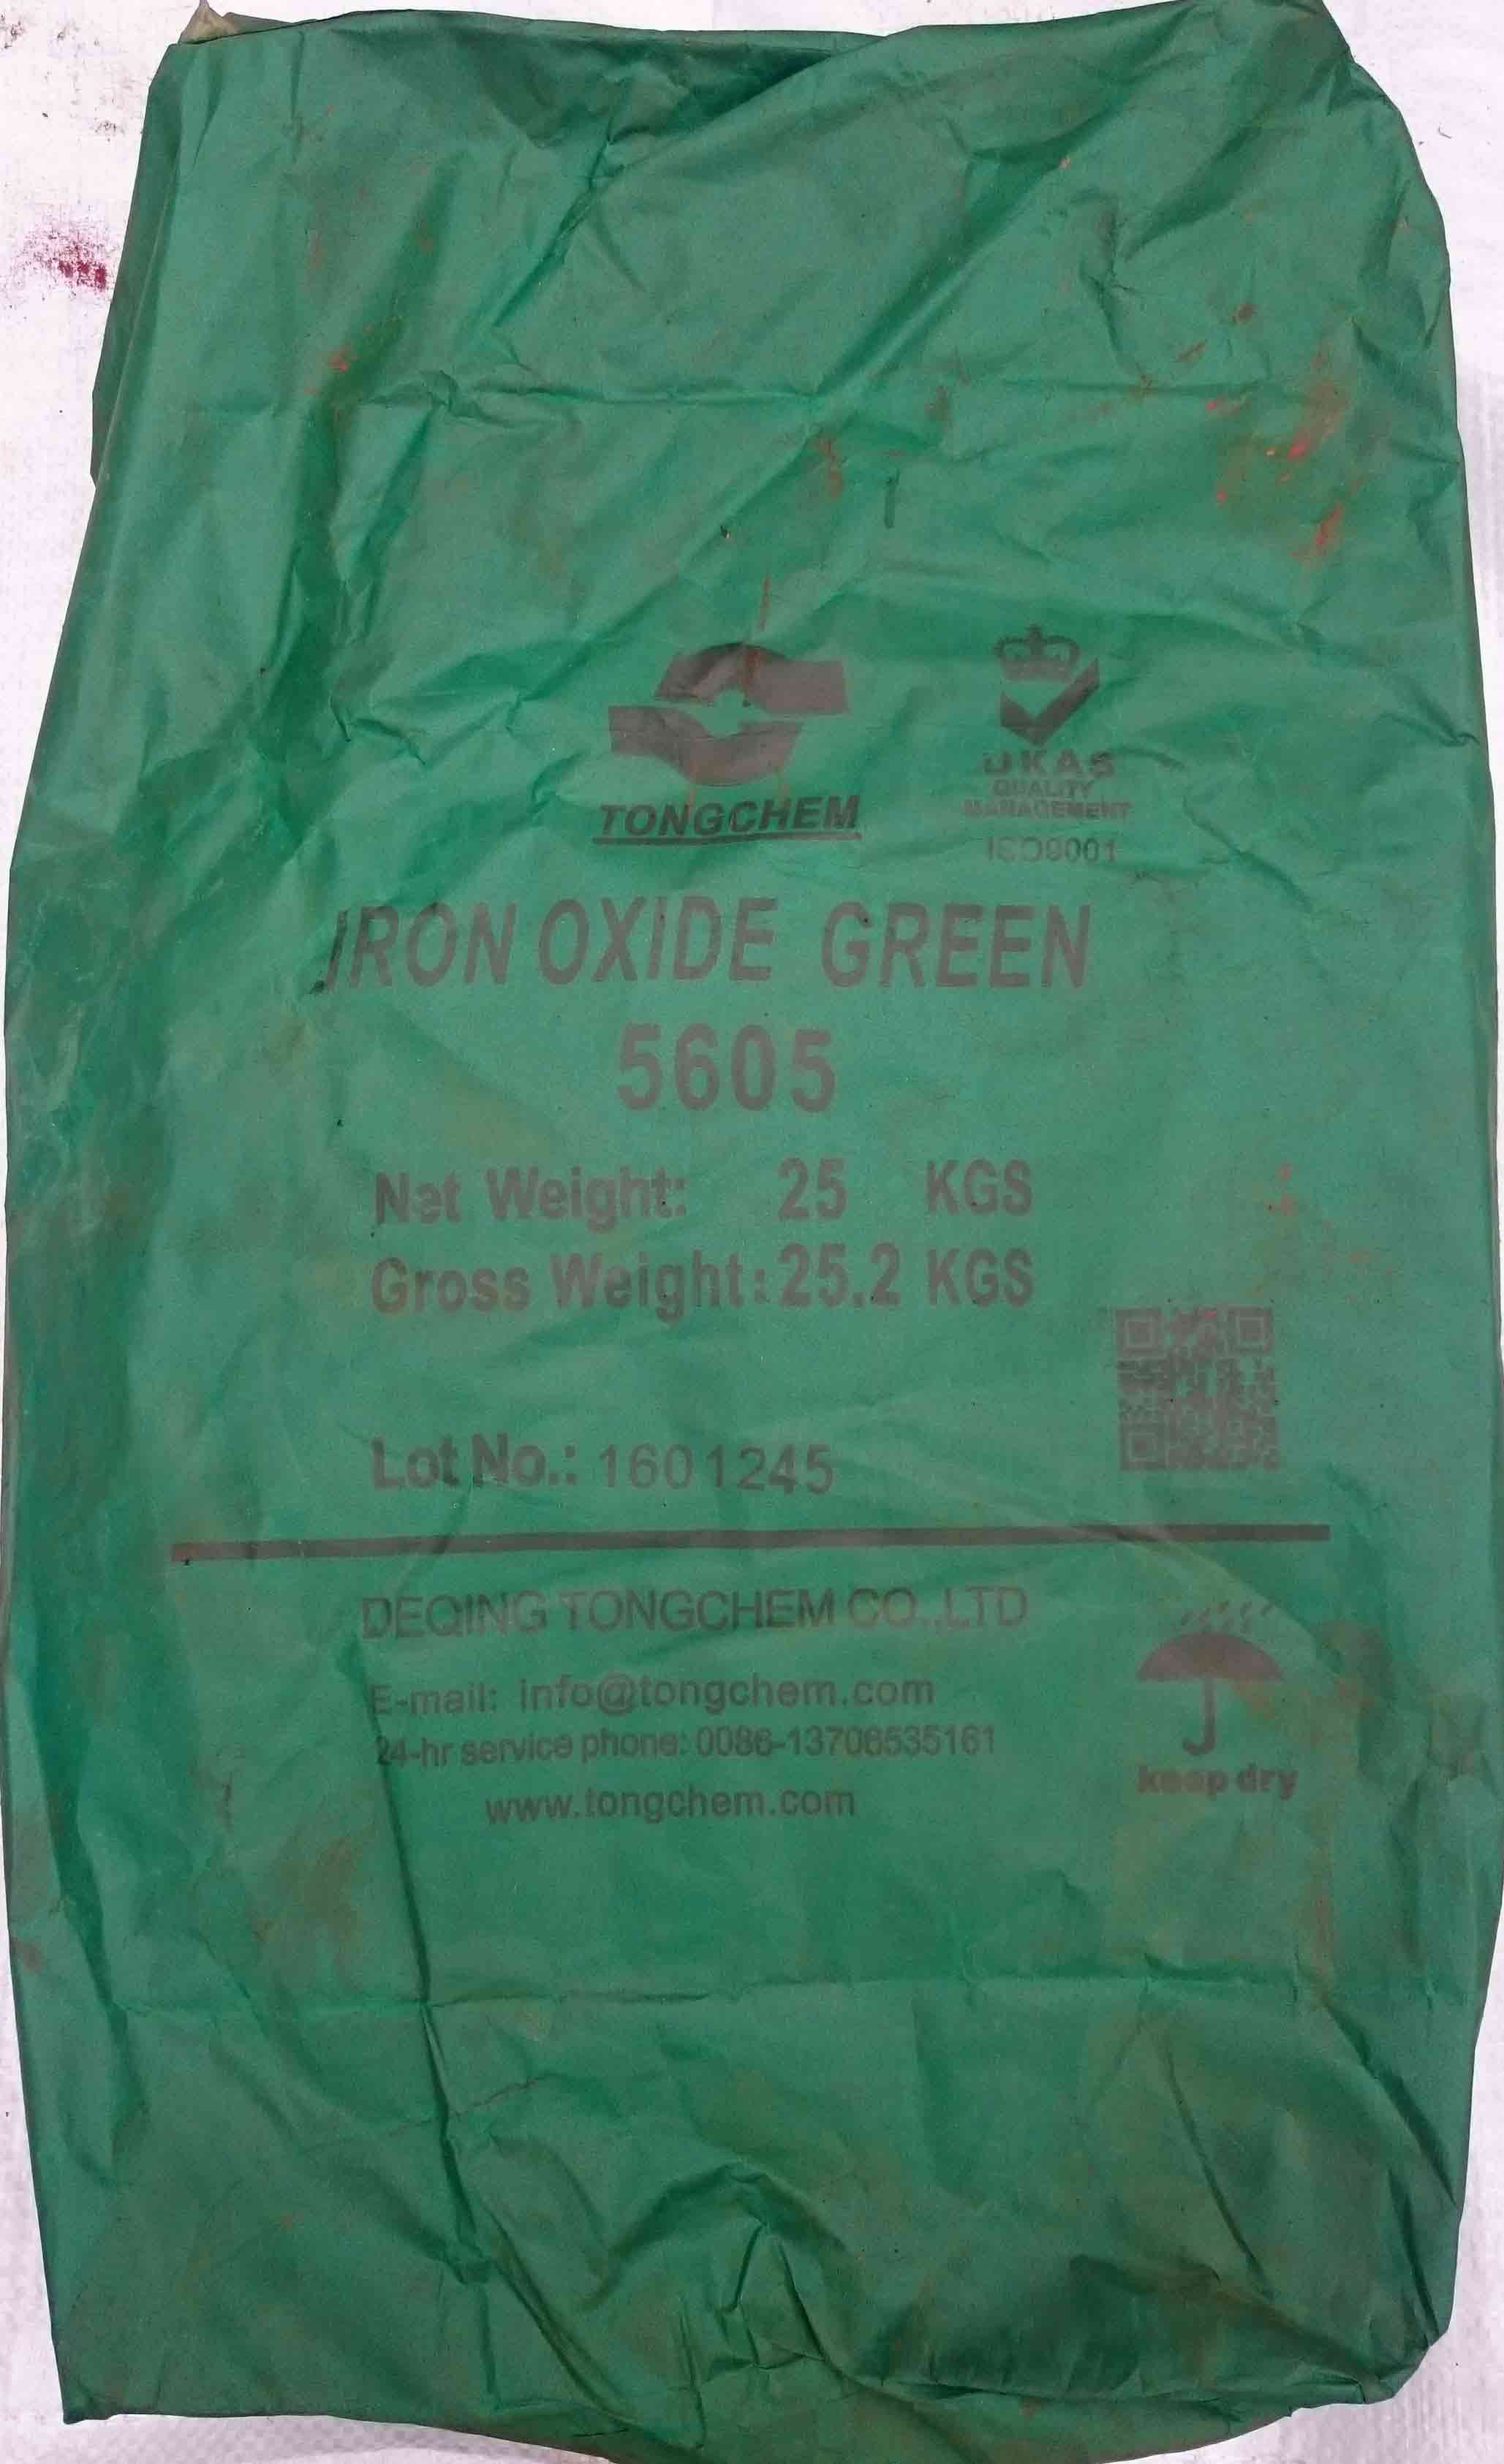 TONGCHEM
UKAS
QUALITY
MANAGEMENT
ISO9001
IRON OXIDE GREEN
5605
Net Weight: 25 KGS
Gross Weight: 25.2 KGS
Lot No.: 1601245
DEQING TONGCHEM CO.,LTD
E-mail: info@tongchem.com
24-hr service phone: 0086-13706535161
www.tongchem.com
keep dry